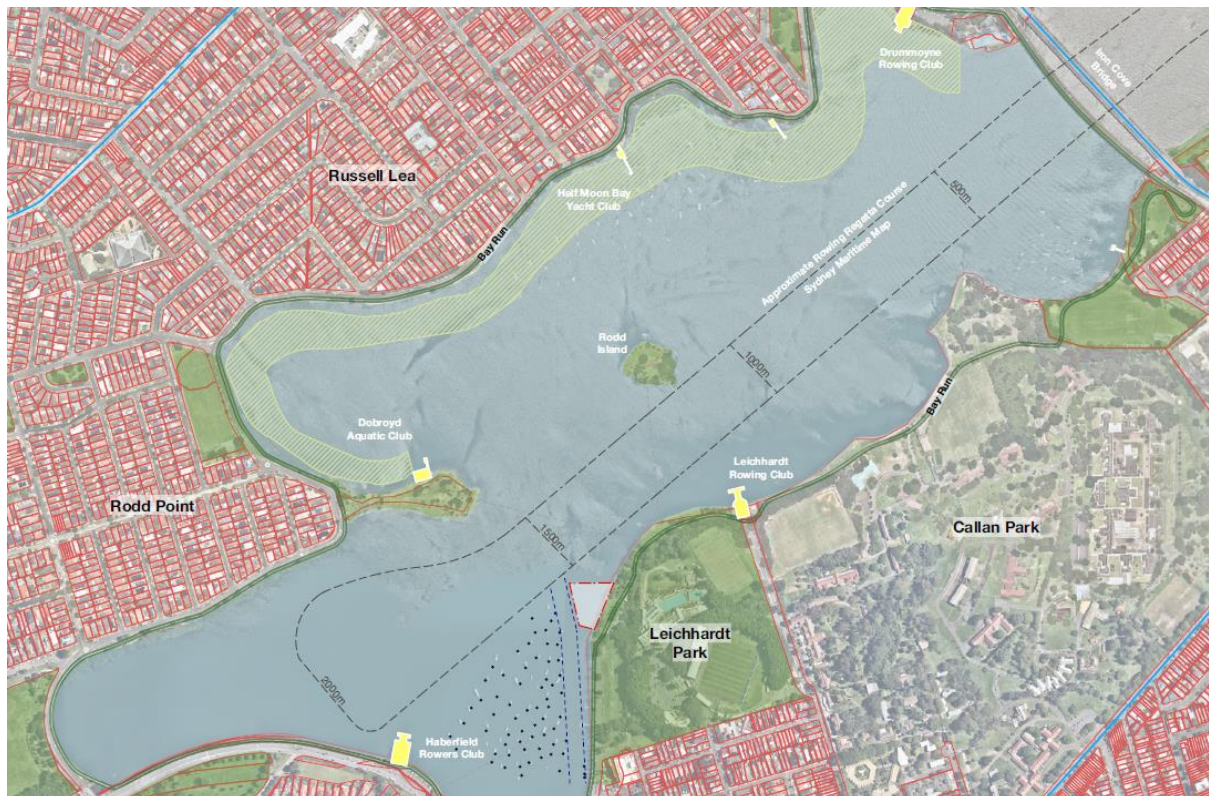 Drummoyne
Rowing Club
Iron Cove
Bridge
Russell Lea
Half Moon Bay
Yacht Club
500m
Bay Run
Approximate Rowing Regatta Course
Sydney Meritime Map
Rodd
Island
1000m
Bay Run
Dobroyd
Aquatic Club
Leichhardt
Rowing Club
Rodd Point
Callan Park
1500m
Leichhardt
Park
2000m
Haberfield
Rowers Club